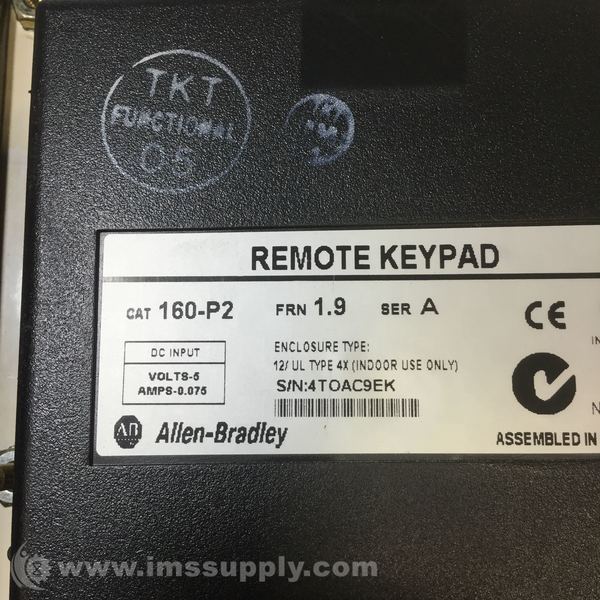 TKT
FUNCTIONAL
05
REMOTE KEYPAD
CAT 160-P2 FRN 1.9 SER A CE
DC INPUT
VOLTS-5
AMPS-0.075
ENCLOSURE TYPE:
12/ UL TYPE 4X (INDOOR USE ONLY)
S/N:4TOAC9EK
IN
N
AB Allen-Bradley
ASSEMBLED IN
www.imssupply.com